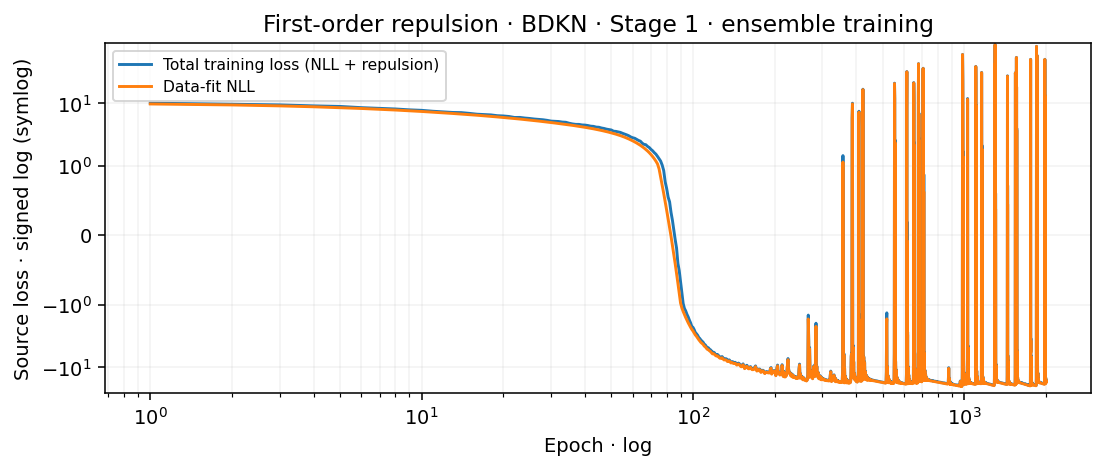 First-order repulsion · BDKN · Stage 1 · ensemble training
Total training loss (NLL + repulsion)
Data-fit NLL
Source loss · signed log (symlog)
10¹
10⁰
0
−10⁰
−10¹
10⁰
10¹
10²
10³
Epoch · log